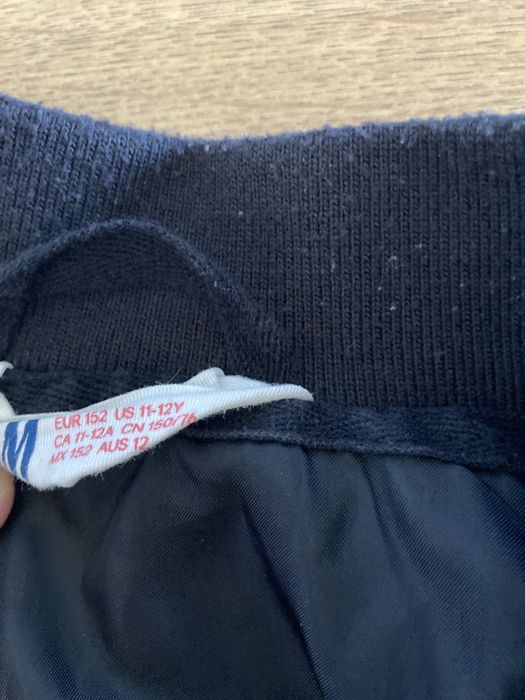 EUR 152 US 11-12Y
CA 11-12A CN 150/76
MX 152 AUS 12
M